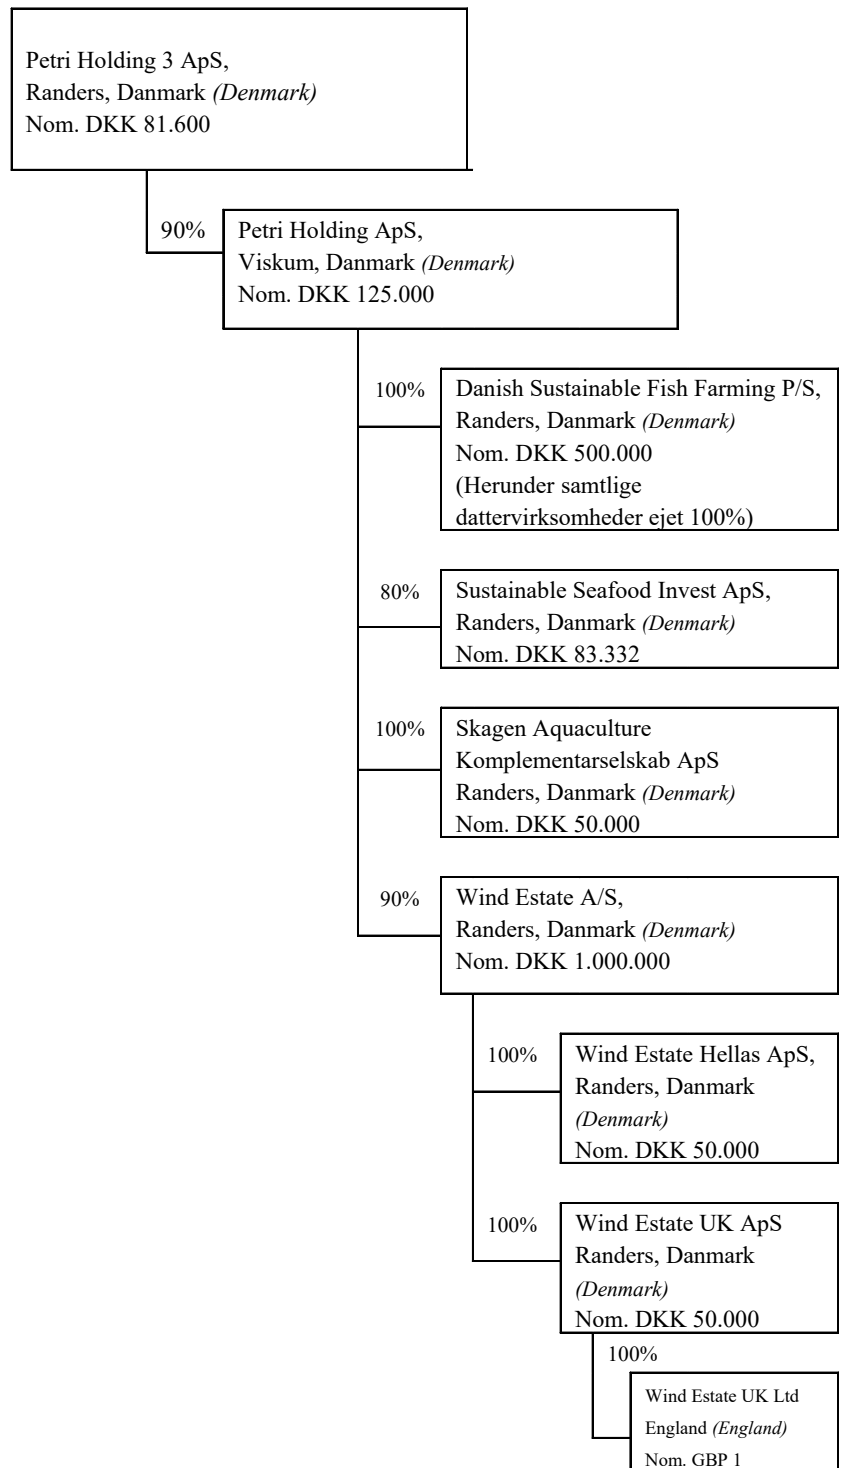 Petri Holding 3 ApS,
Randers, Danmark (Denmark)
Nom. DKK 81.600
90%
Petri Holding ApS,
Viskum, Danmark (Denmark)
Nom. DKK 125.000
100%
Danish Sustainable Fish Farming P/S,
Randers, Danmark (Denmark)
Nom. DKK 500.000
(Herunder samtlige
dattervirksomheder ejet 100%)
80%
Sustainable Seafood Invest ApS,
Randers, Danmark (Denmark)
Nom. DKK 83.332
100%
Skagen Aquaculture
Komplementarselskab ApS
Randers, Danmark (Denmark)
Nom. DKK 50.000
90%
Wind Estate A/S,
Randers, Danmark (Denmark)
Nom. DKK 1.000.000
100%
Wind Estate Hellas ApS,
Randers, Danmark
(Denmark)
Nom. DKK 50.000
100%
Wind Estate UK ApS
Randers, Danmark
(Denmark)
Nom. DKK 50.000
100%
Wind Estate UK Ltd
England (England)
Nom. GBP 1